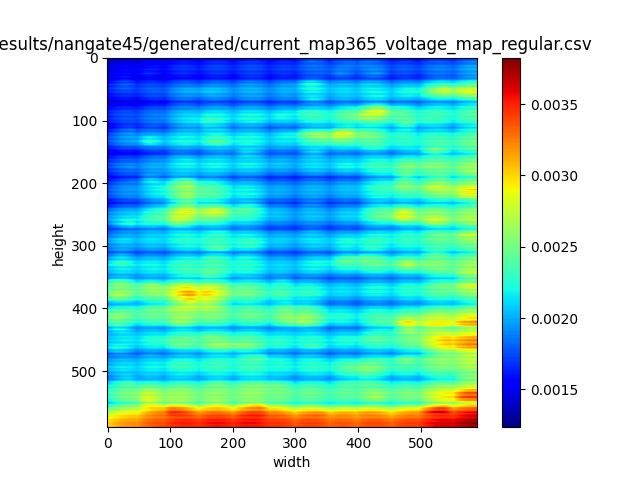 esults/nangate45/generated/current_map365_voltage_map_regular.csv
0
100
200
300
400
500
height
0 100 200 300 400 500
width
0.0035
0.0030
0.0025
0.0020
0.0015